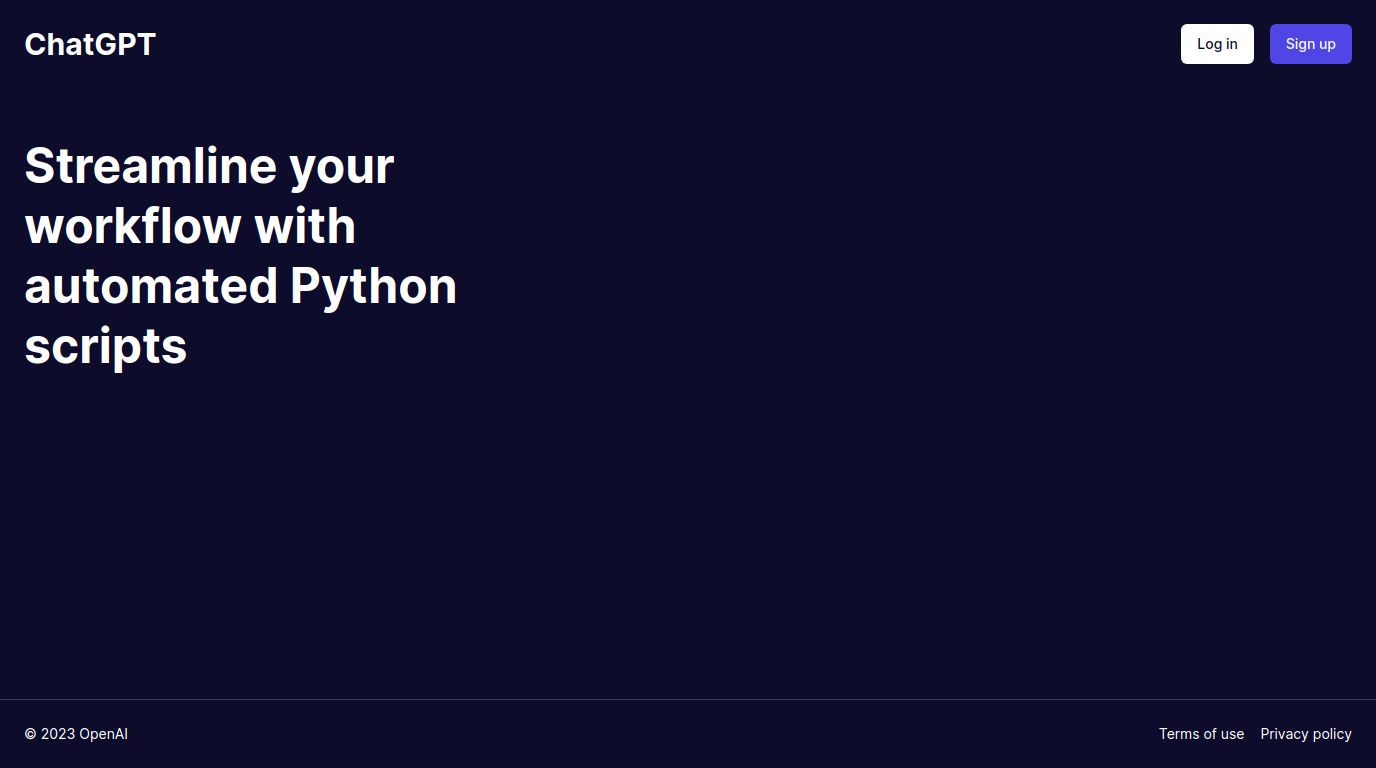 ChatGPT
Log in
Sign up
Streamline your
workflow with
automated Python
scripts
© 2023 OpenAI
Terms of use
Privacy policy